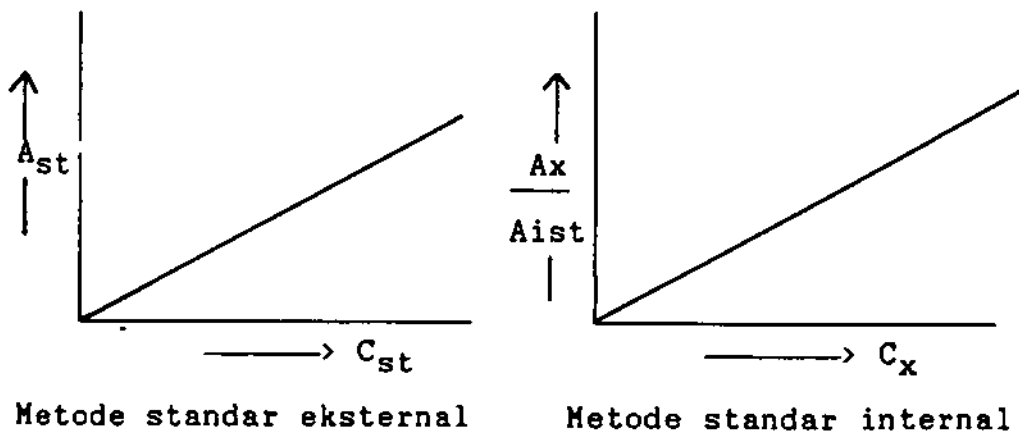 A_st
C_st
Metode standar eksternal
Ax
Aist
C_x
Metode standar internal